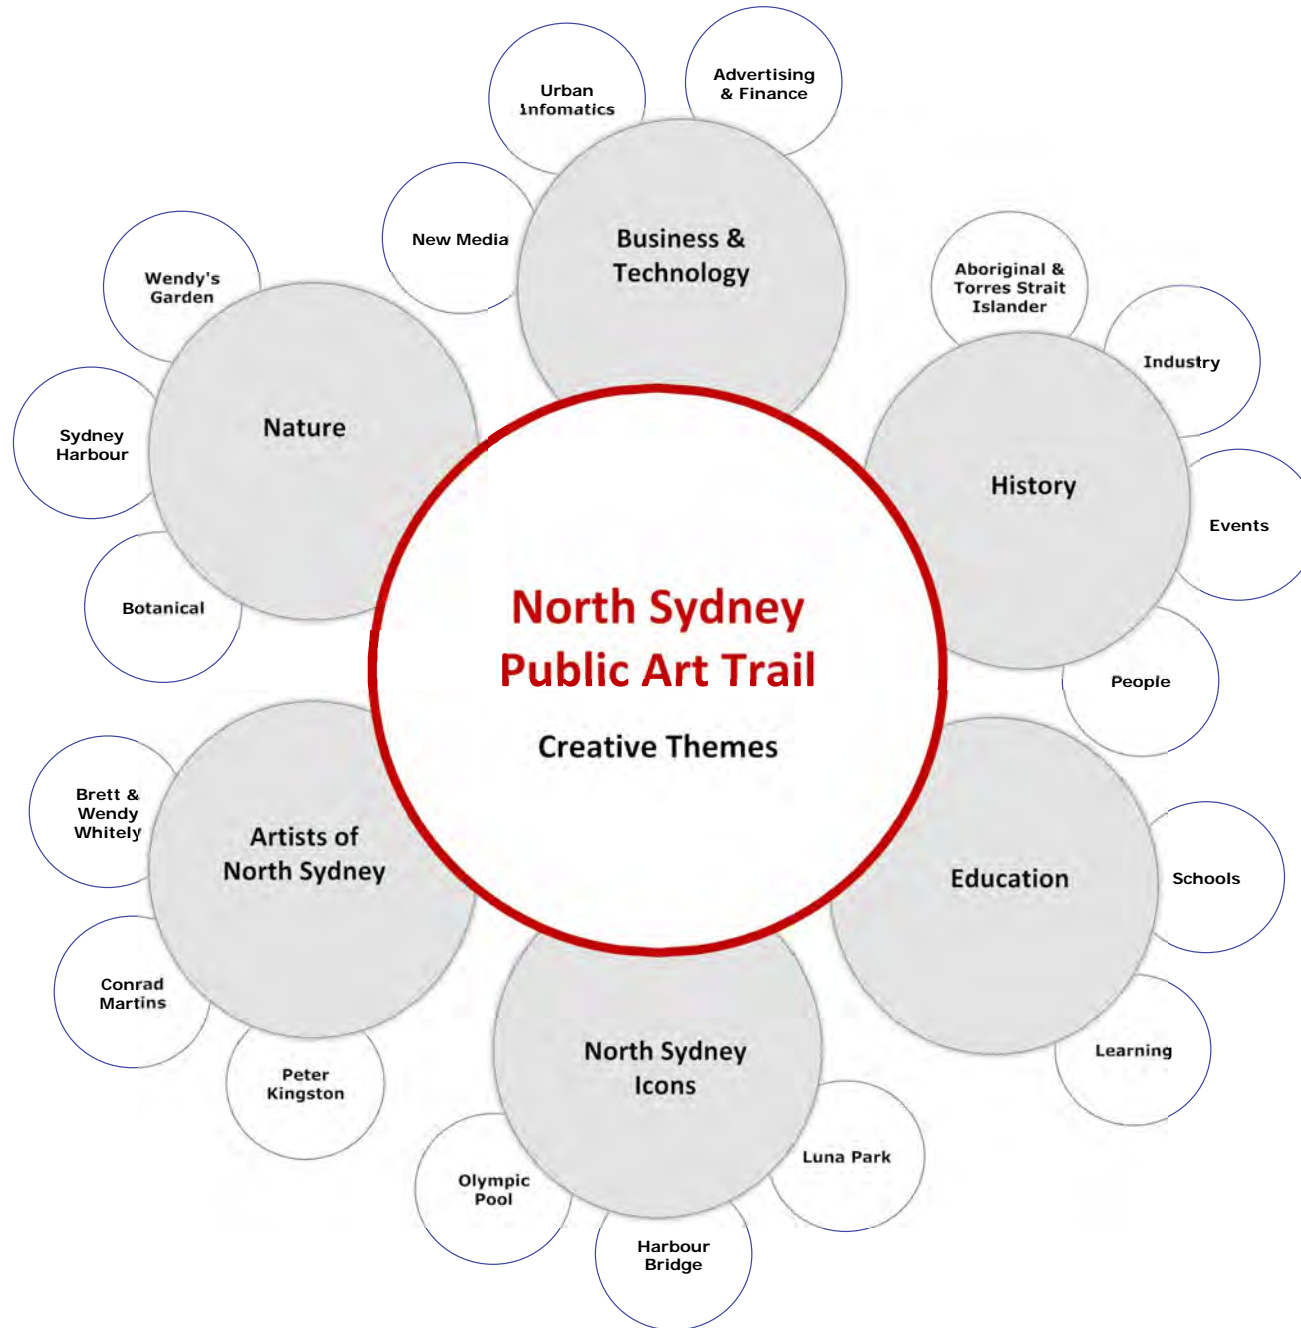 North Sydney
Public Art Trail
Creative Themes
Business &
Technology
New Media
Urban
Infomatics
Advertising
& Finance
History
Aboriginal &
Torres Strait
Islander
Industry
Events
People
Education
Schools
Learning
North Sydney
Icons
Luna Park
Harbour
Bridge
Olympic
Pool
Artists of
North Sydney
Peter
Kingston
Conrad
Martins
Brett &
Wendy
Whitely
Nature
Botanical
Sydney
Harbour
Wendy's
Garden